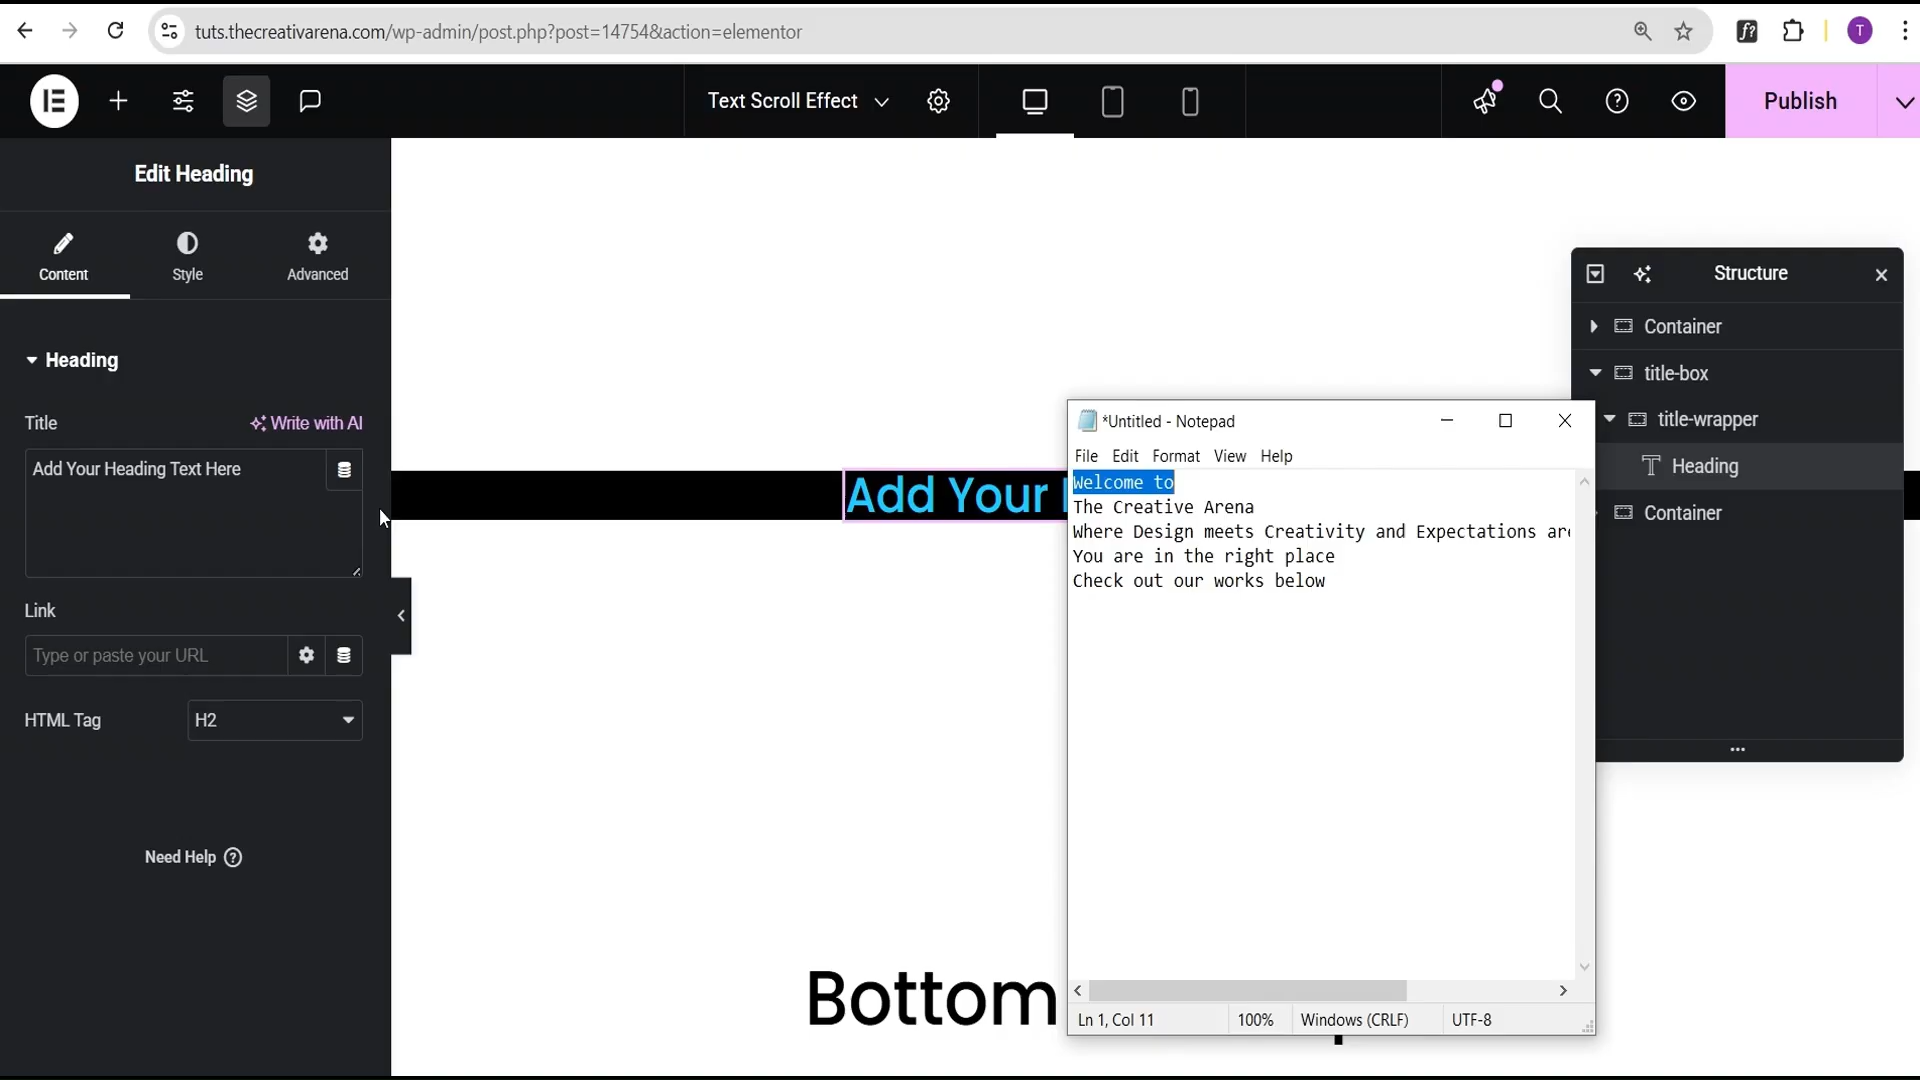 tuts.thecreativarena.com/wp-admin/post.php?post=14754&action=elementor
T
Text Scroll Effect
Publish
Edit Heading
Content
Style
Advanced
Heading
Title
Write with AI
Add Your Heading Text Here
Link
Type or paste your URL
HTML Tag
H2
Need Help
Add Your
Bottom
*Untitled - Notepad
File Edit Format View Help
Welcome to
The Creative Arena
Where Design meets Creativity and Expectations
You are in the right place
Check out our works below
Ln 1, Col 11
100%
Windows (CRLF)
UTF-8
Structure
Container
title-box
title-wrapper
Heading
Container